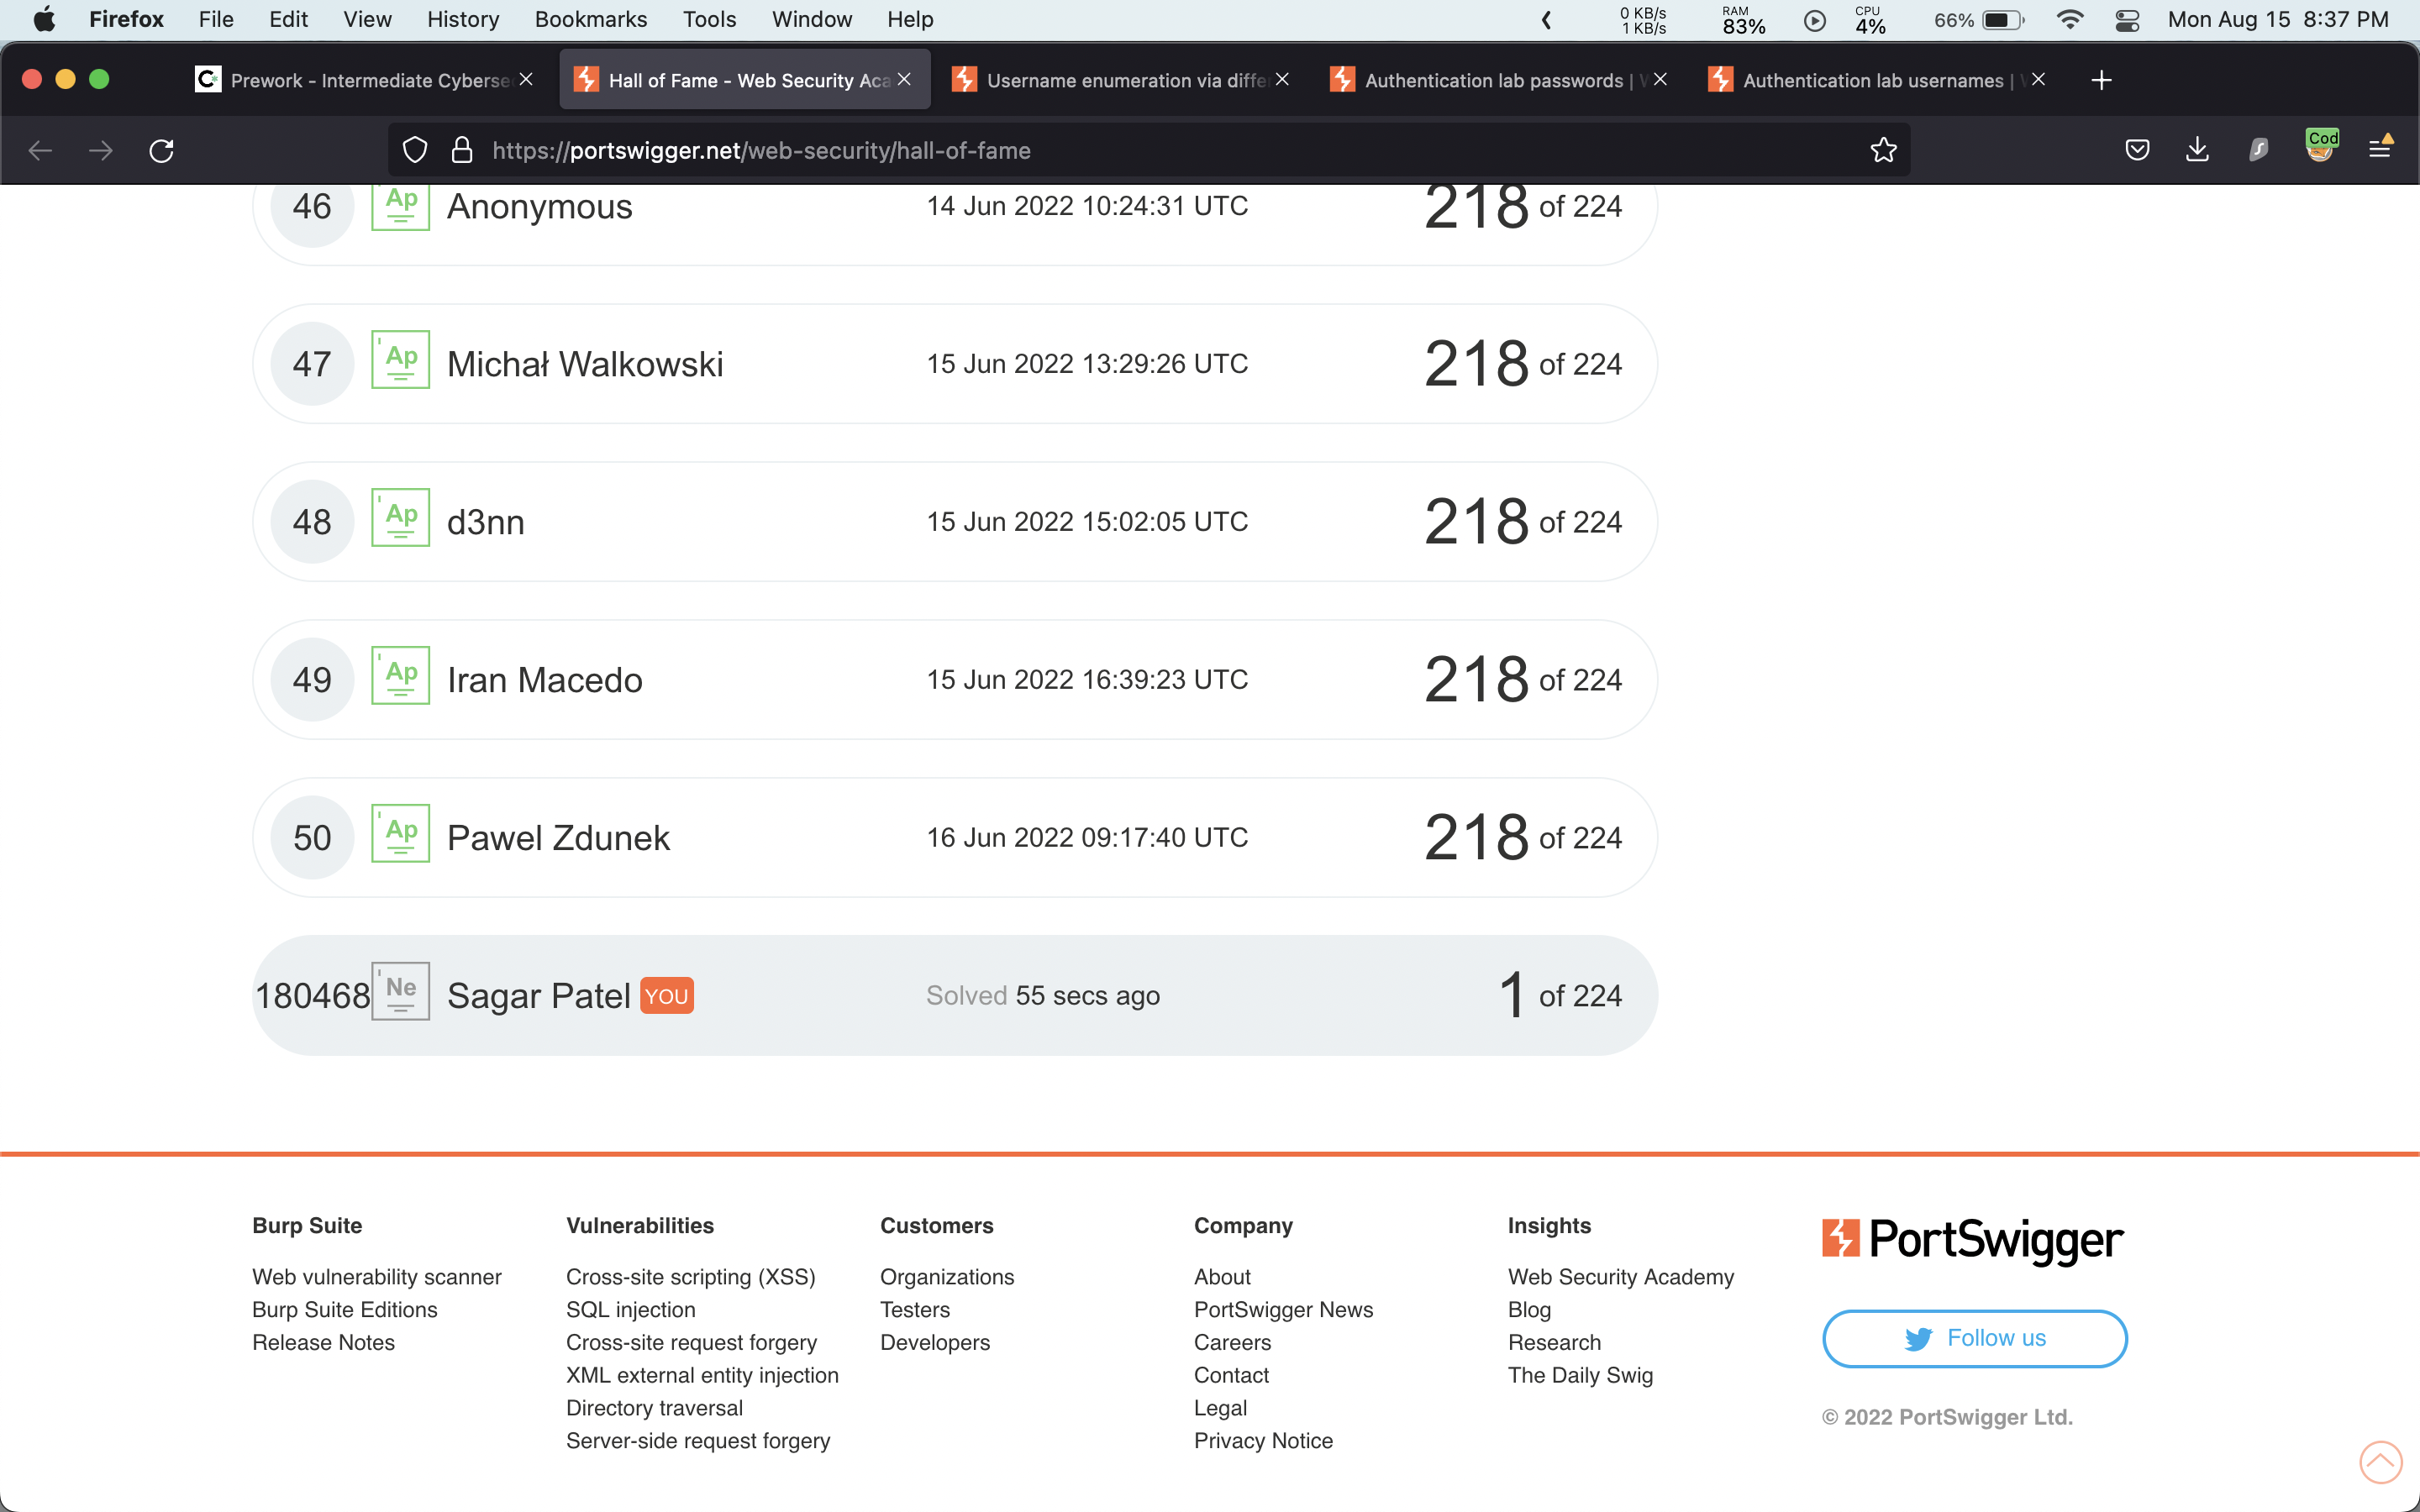 Firefox File Edit View History Bookmarks Tools Window Help 0 KB/s 1 KB/s RAM 83% CPU 4% 66% Mon Aug 15 8:37 PM
Prework - Intermediate Cyberse Hall of Fame - Web Security Aca Username enumeration via diffe Authentication lab passwords | W Authentication lab usernames | W
https://portswigger.net/web-security/hall-of-fame Cod
46 Ap Anonymous 14 Jun 2022 10:24:31 UTC 218 of 224
47 Ap Michał Walkowski 15 Jun 2022 13:29:26 UTC 218 of 224
48 Ap d3nn 15 Jun 2022 15:02:05 UTC 218 of 224
49 Ap Iran Macedo 15 Jun 2022 16:39:23 UTC 218 of 224
50 Ap Pawel Zdunek 16 Jun 2022 09:17:40 UTC 218 of 224
180468 Ne Sagar Patel YOU Solved 55 secs ago 1 of 224
Burp Suite
Web vulnerability scanner
Burp Suite Editions
Release Notes
Vulnerabilities
Cross-site scripting (XSS)
SQL injection
Cross-site request forgery
XML external entity injection
Directory traversal
Server-side request forgery
Customers
Organizations
Testers
Developers
Company
About
PortSwigger News
Careers
Contact
Legal
Privacy Notice
Insights
Web Security Academy
Blog
Research
The Daily Swig
PortSwigger
Follow us
© 2022 PortSwigger Ltd.